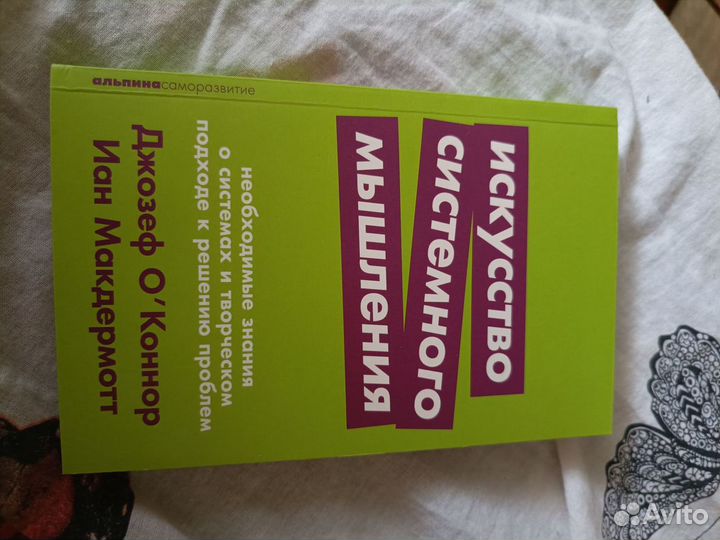 искусство
системного
мышления
необходимые знания
о системах и творческом
подходе к решению проблем
Джозеф О'Коннор
Иан Макдермотт
альпинасаморазвитие
Avito